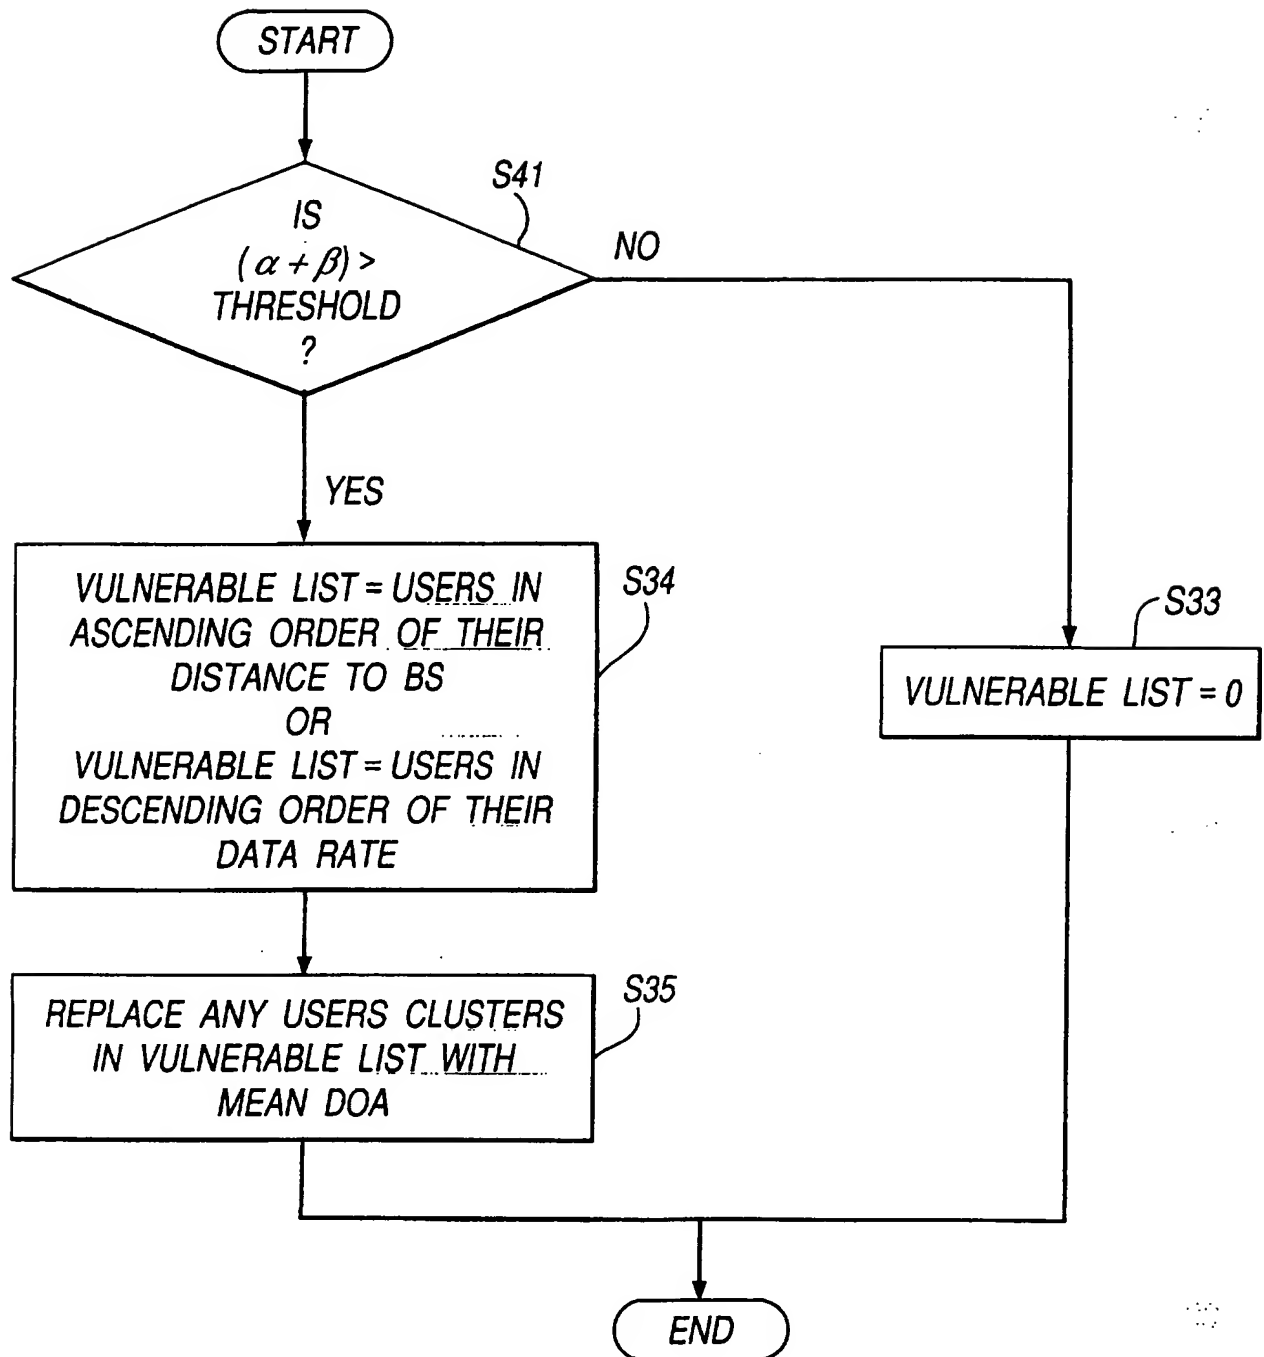 START
S41
IS
(α + β) >
THRESHOLD
?
NO
YES
VULNERABLE LIST = USERS IN
ASCENDING ORDER OF THEIR
DISTANCE TO BS
OR
VULNERABLE LIST = USERS IN
DESCENDING ORDER OF THEIR
DATA RATE
S34
S33
VULNERABLE LIST = 0
REPLACE ANY USERS CLUSTERS
IN VULNERABLE LIST WITH
MEAN DOA
S35
END